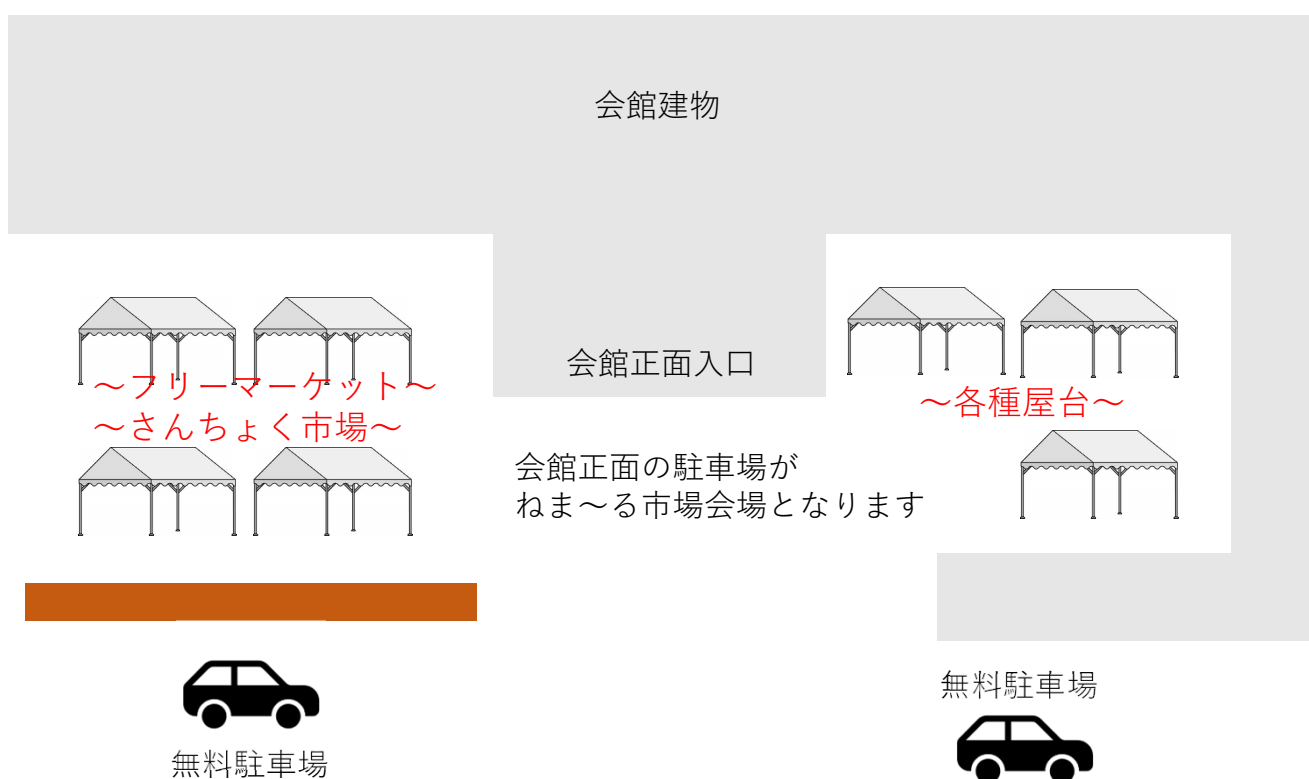 会館建物
会館正面入口
～フリーマーケット～
～さんちょく市場～
～各種屋台～
会館正面の駐車場が
ねま～る市場会場となります
無料駐車場
無料駐車場